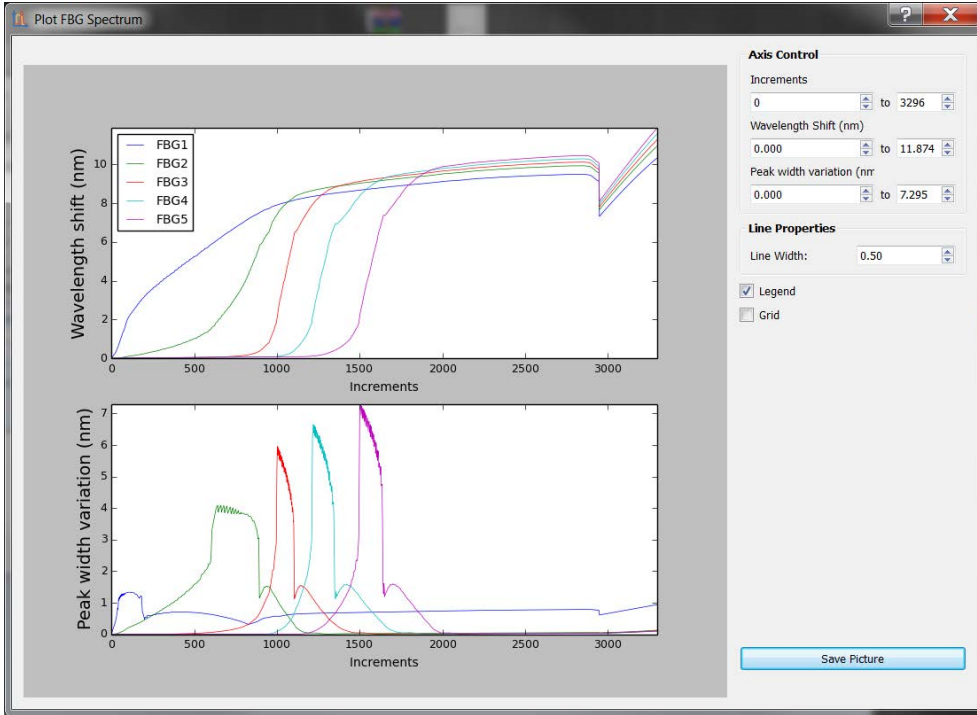 Plot FBG Spectrum
?
X
FBG1
FBG2
FBG3
FBG4
FBG5
Wavelength shift (nm)
10
8
6
4
2
0
0 500 1000 1500 2000 2500 3000
Increments
Peak width variation (nm)
7
6
5
4
3
2
1
0
0 500 1000 1500 2000 2500 3000
Increments
Axis Control
Increments
0 to 3296
Wavelength Shift (nm)
0.000 to 11.874
Peak width variation (nm
0.000 to 7.295
Line Properties
Line Width: 0.50
Legend
Grid
Save Picture